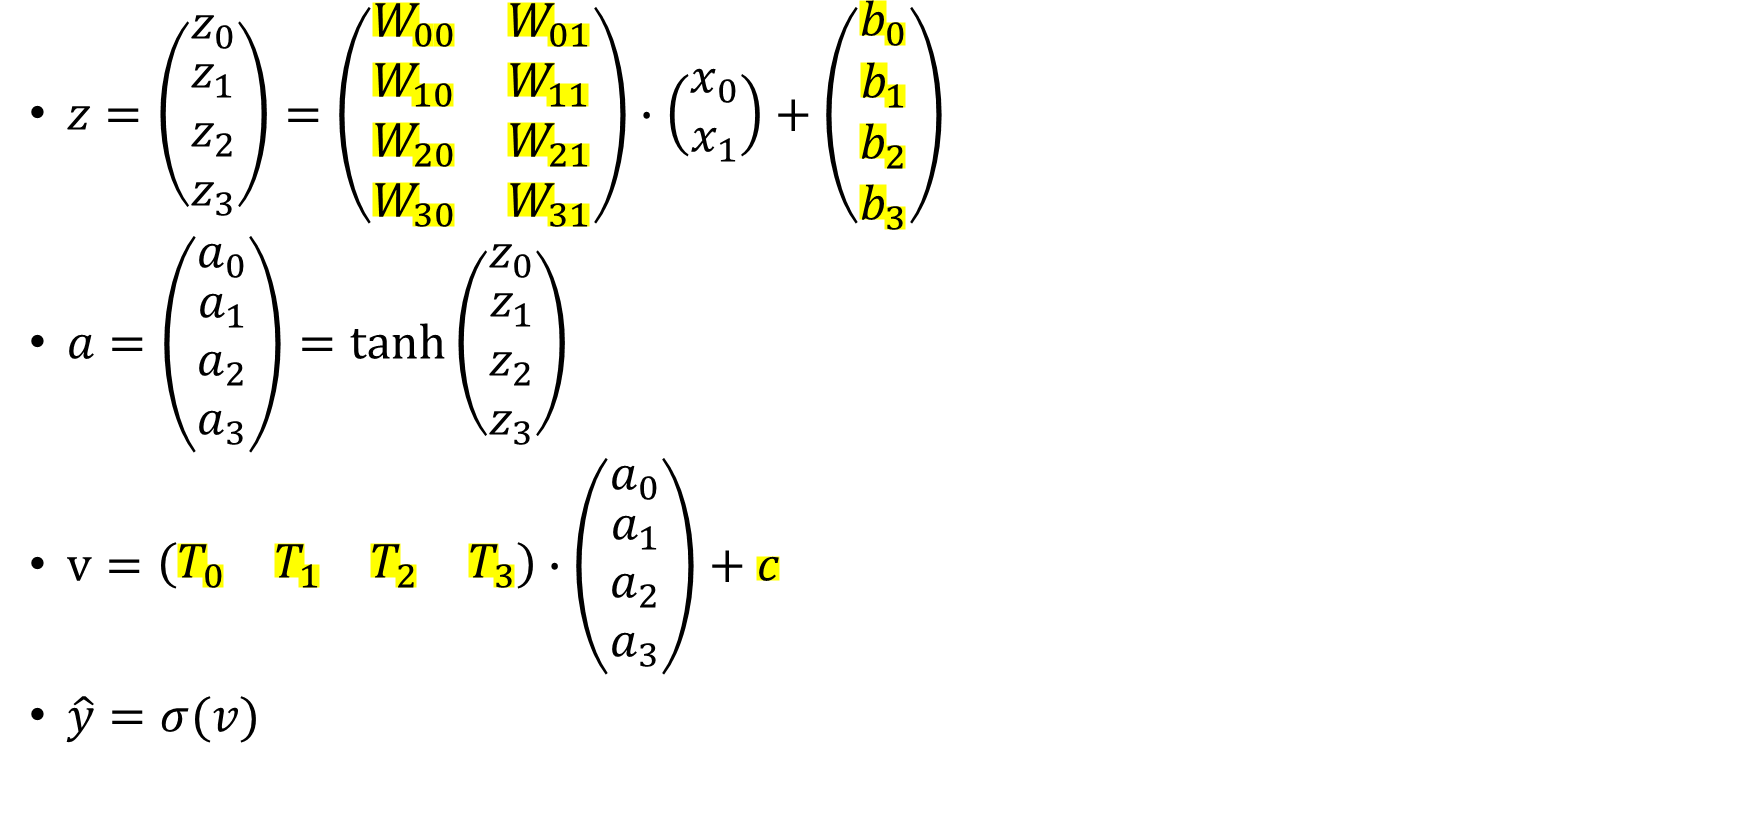 • z = (z₀ z₁ z₂ z₃) = (W₀₀ W₀₁ W₁₀ W₁₁ W₂₀ W₂₁ W₃₀ W₃₁) · (x₀ x₁) + (b₀ b₁ b₂ b₃)
• a = (a₀ a₁ a₂ a₃) = tanh (z₀ z₁ z₂ z₃)
• v = (T₀ T₁ T₂ T₃) · (a₀ a₁ a₂ a₃) + c
• ŷ = σ(v)